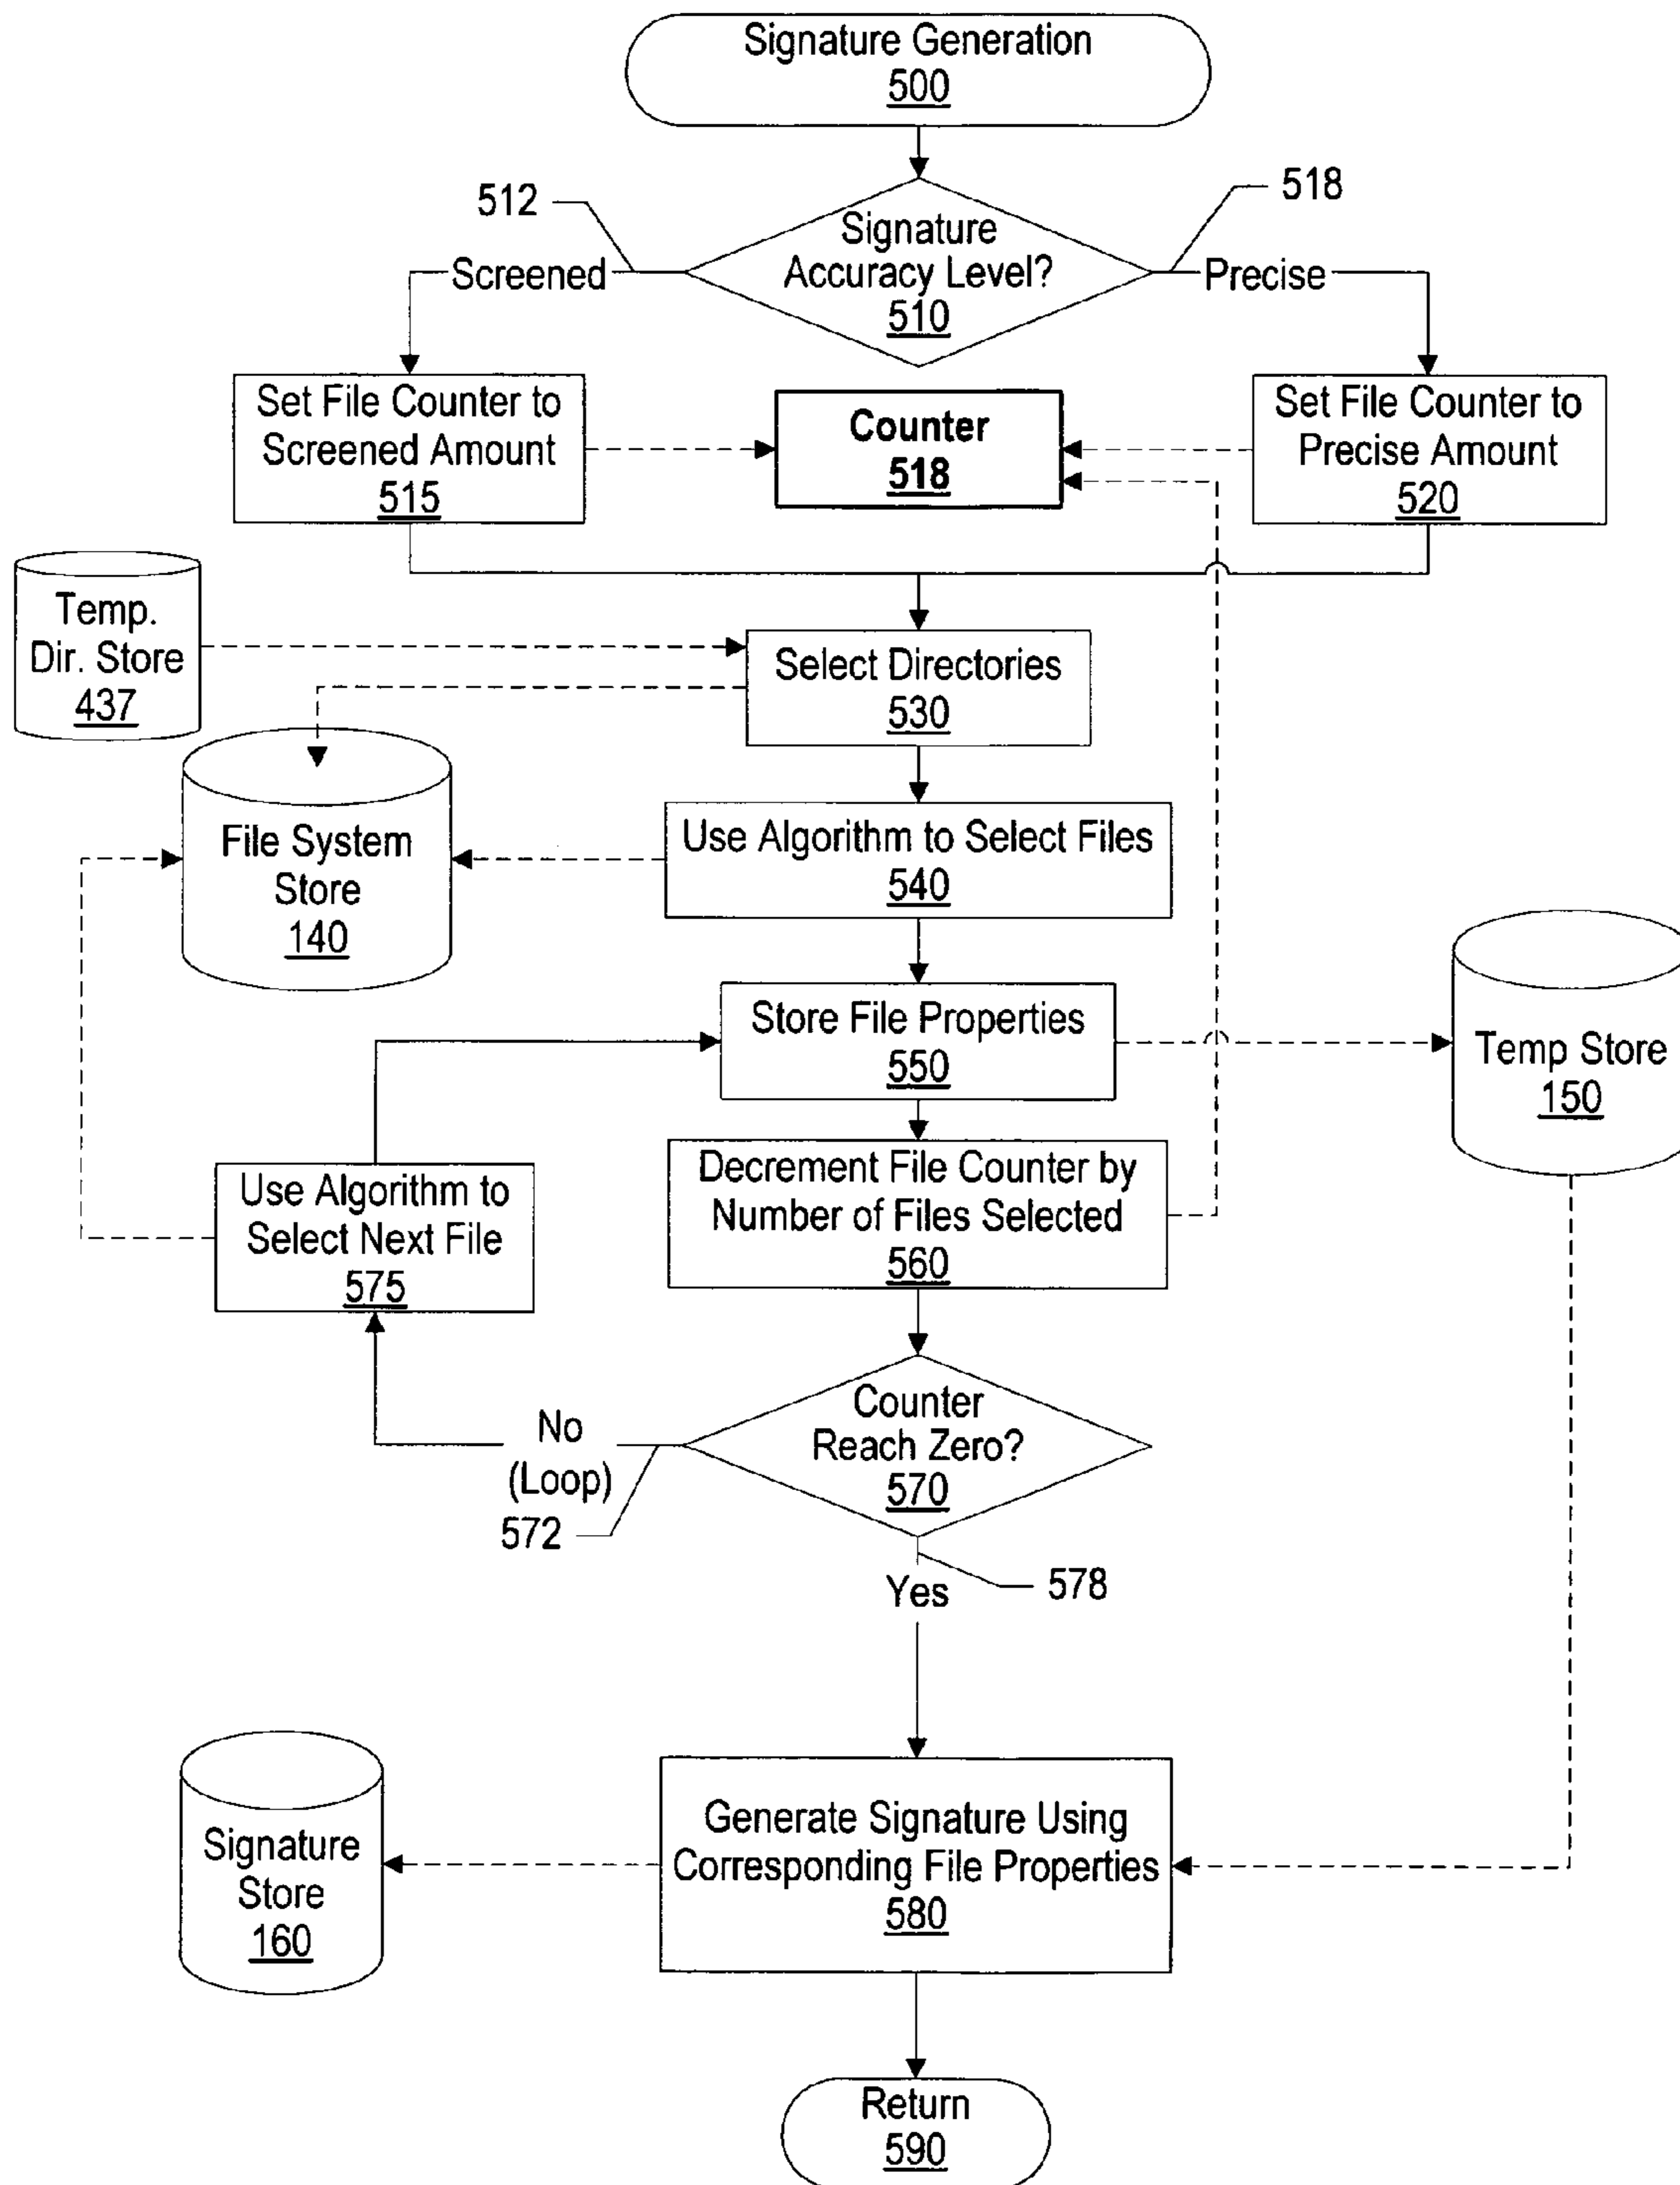 Signature Generation
500
512
518
Signature
Accuracy Level?
510
Screened
Precise
Set File Counter to
Screened Amount
515
Counter
518
Set File Counter to
Precise Amount
520
Temp.
Dir. Store
437
Select Directories
530
File System
Store
140
Use Algorithm to Select Files
540
Store File Properties
550
Temp Store
150
Use Algorithm to
Select Next File
575
Decrement File Counter by
Number of Files Selected
560
Counter
Reach Zero?
570
No
(Loop)
572
578
Yes
Signature
Store
160
Generate Signature Using
Corresponding File Properties
580
Return
590